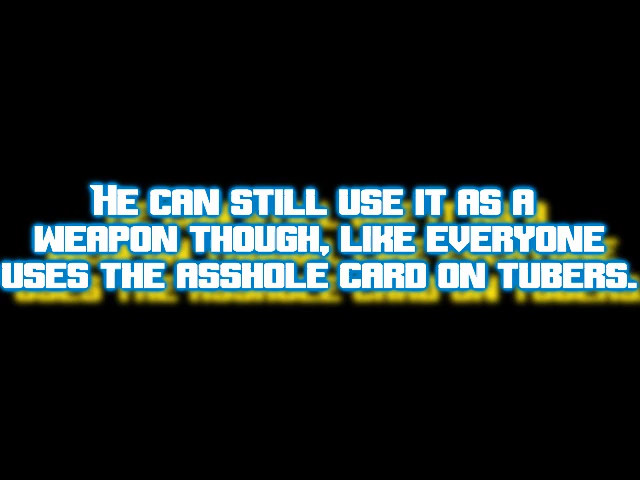 He can still use it as a
weapon though, like everyone
uses the asshole card on tubers.